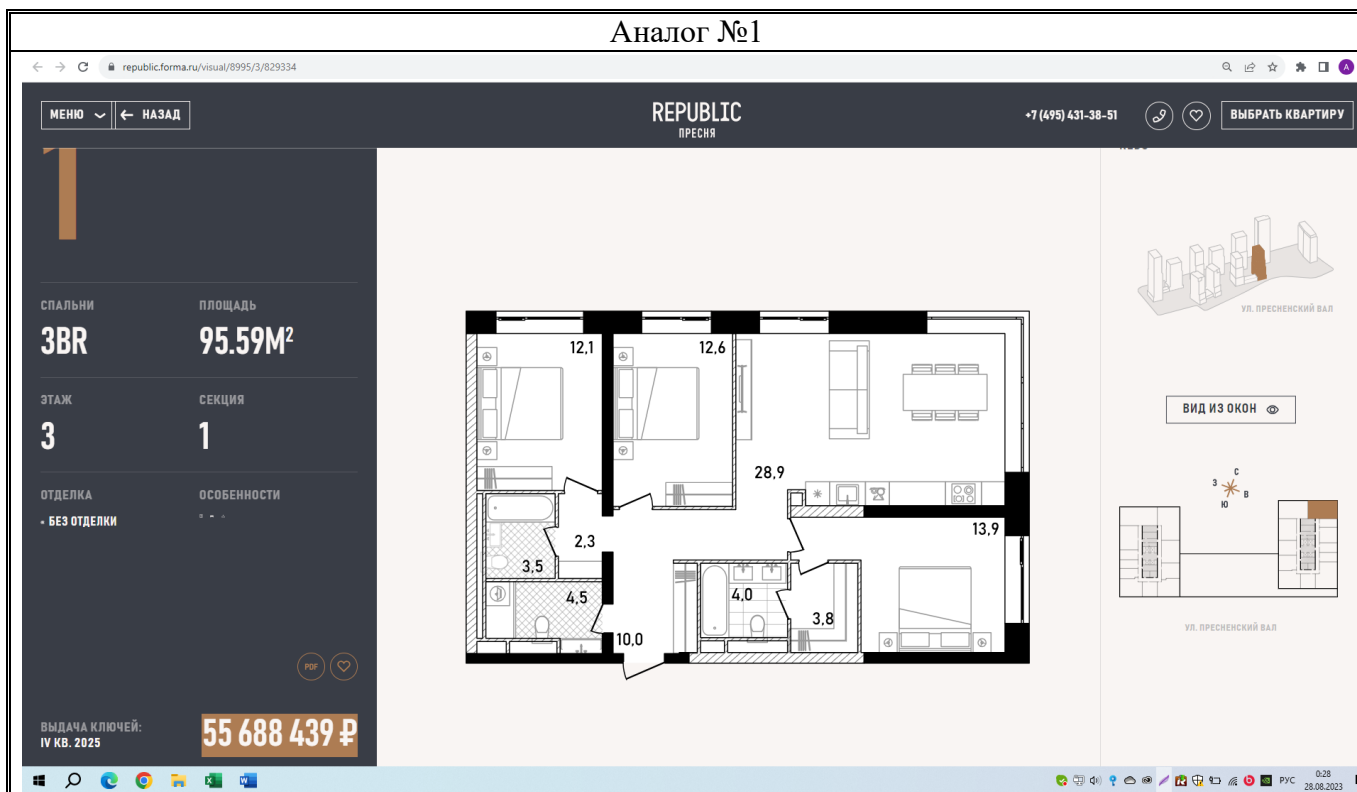 Аналог №1
republic.forma.ru/visual/8995/3/829334
МЕНЮ
← НАЗАД
REPUBLIC
ПРЕСНЯ
+7 (495) 431-38-51
ВЫБРАТЬ КВАРТИРУ
1
СПАЛЬНИ ПЛОЩАДЬ
3BR 95.59М²
ЭТАЖ СЕКЦИЯ
3 1
ОТДЕЛКА ОСОБЕННОСТИ
• БЕЗ ОТДЕЛКИ
PDF
ВЫДАЧА КЛЮЧЕЙ:
IV КВ. 2025
55 688 439 ₽
12,1
12,6
28,9
13,9
2,3
3,5
4,5
4,0
3,8
10,0
УЛ. ПРЕСНЕНСКИЙ ВАЛ
ВИД ИЗ ОКОН
С
З
В
Ю
УЛ. ПРЕСНЕНСКИЙ ВАЛ
РУС
0:28
28.08.2023